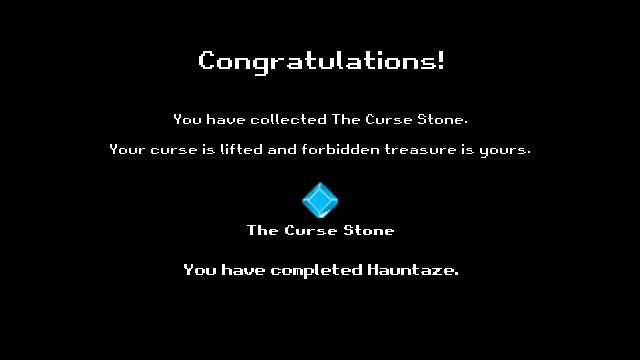 Congratulations!
You have collected The Curse Stone.
Your curse is lifted and forbidden treasure is yours.
The Curse Stone
You have completed Hauntaze.